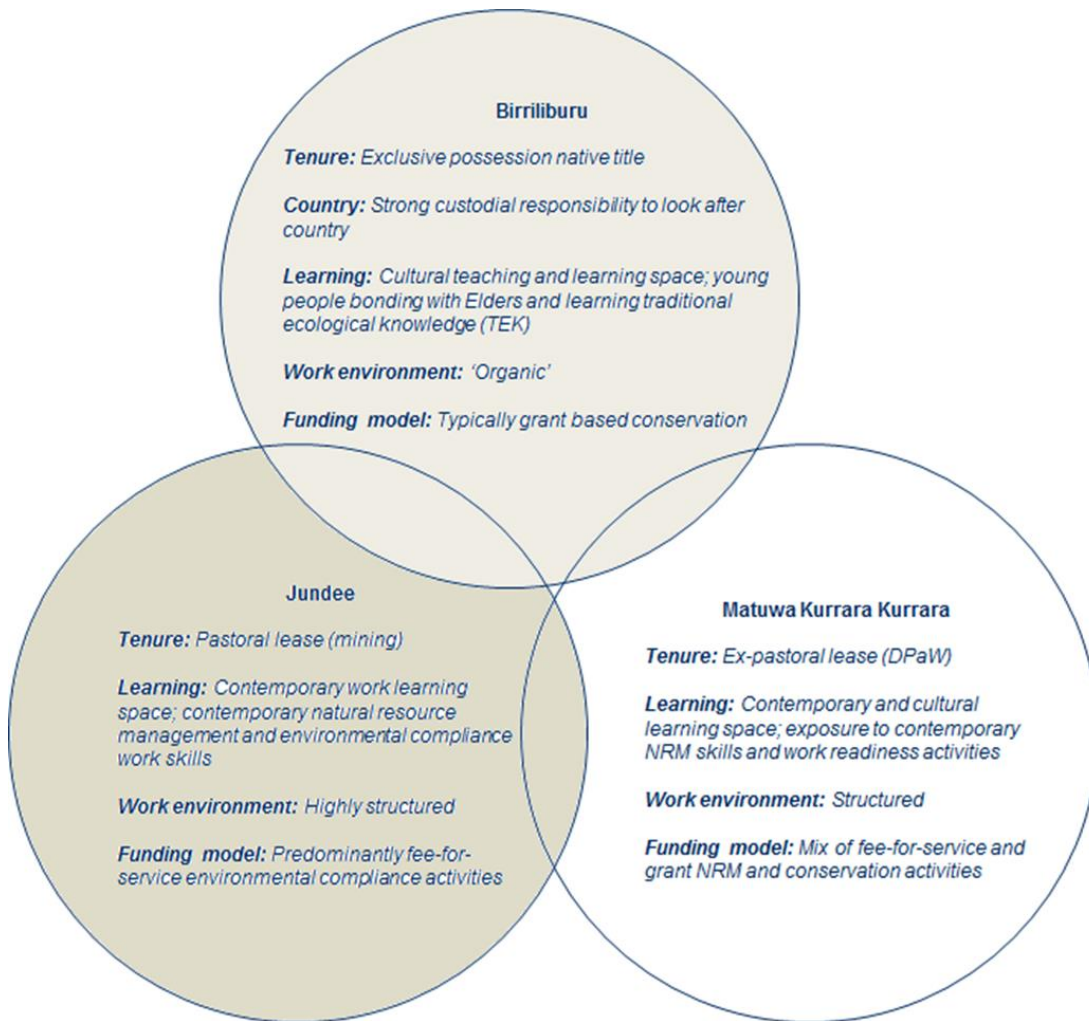 Birriliburu
Tenure: Exclusive possession native title
Country: Strong custodial responsibility to look after
country
Learning: Cultural teaching and learning space; young
people bonding with Elders and learning traditional
ecological knowledge (TEK)
Work environment: ‘Organic’
Funding model: Typically grant based conservation
Jundee
Tenure: Pastoral lease (mining)
Learning: Contemporary work learning
space; contemporary natural resource
management and environmental compliance
work skills
Work environment: Highly structured
Funding model: Predominantly fee-for-
service environmental compliance activities
Matuwa Kurrara Kurrara
Tenure: Ex-pastoral lease (DPaW)
Learning: Contemporary and cultural
learning space; exposure to contemporary
NRM skills and work readiness activities
Work environment: Structured
Funding model: Mix of fee-for-service and
grant NRM and conservation activities